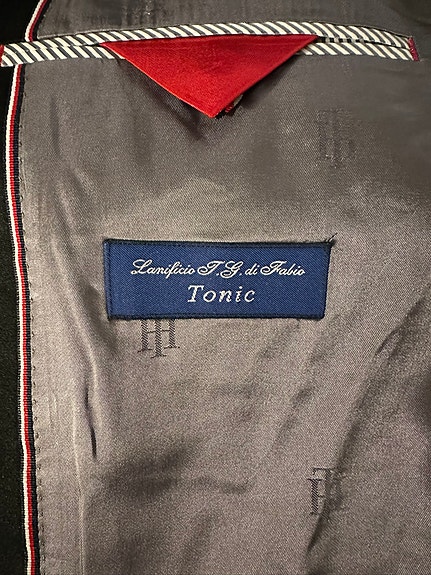 Lanificio T.G. di Fabio
Tonic